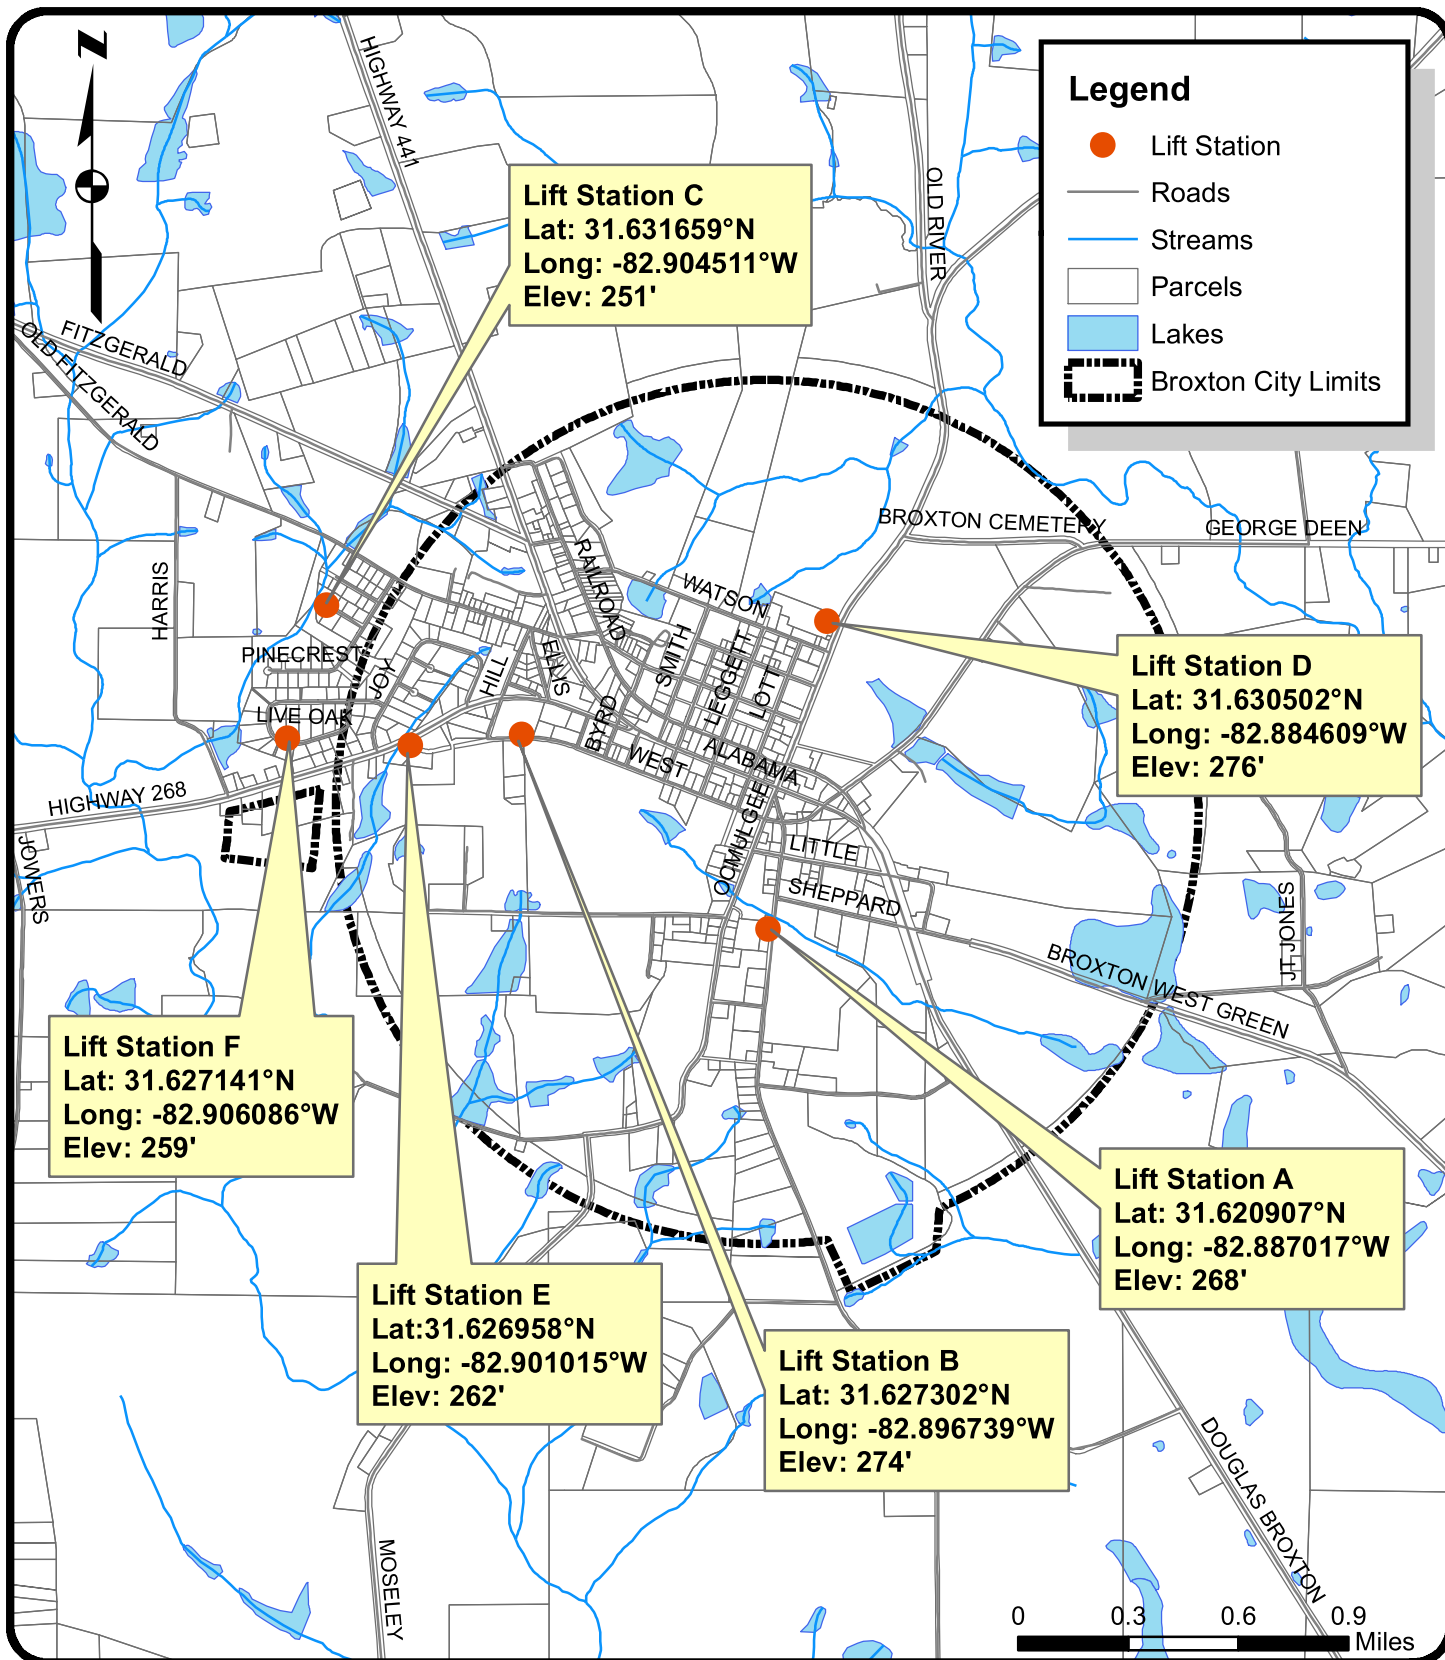 N
HIGHWAY 441
OLD RIVER
Legend
Lift Station
Roads
Streams
Parcels
Lakes
Broxton City Limits
Lift Station C
Lat: 31.631659°N
Long: -82.904511°W
Elev: 251'
FITZGERALD
OLD FITZGERALD
BROXTON CEMETERY
GEORGE DEEN
HARRIS
RAILROAD
WATSON
PINECREST
JOY
HILL
ELLIS
SMITH
LEGGETT
LOTT
LIVE OAK
BYRD
WEST
ALABAMA
Lift Station D
Lat: 31.630502°N
Long: -82.884609°W
Elev: 276'
HIGHWAY 268
JOWERS
OCMULGEE
LITTLE
SHEPPARD
JT JONES
BROXTON WEST GREEN
Lift Station F
Lat: 31.627141°N
Long: -82.906086°W
Elev: 259'
Lift Station A
Lat: 31.620907°N
Long: -82.887017°W
Elev: 268'
Lift Station E
Lat:31.626958°N
Long: -82.901015°W
Elev: 262'
Lift Station B
Lat: 31.627302°N
Long: -82.896739°W
Elev: 274'
MOSELEY
DOUGLAS BROXTON
0 0.3 0.6 0.9
Miles